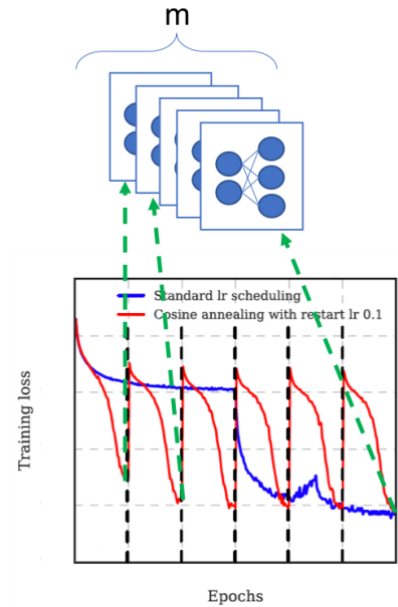 m
Standard lr scheduling
Cosine annealing with restart lr 0.1
Training loss
Epochs